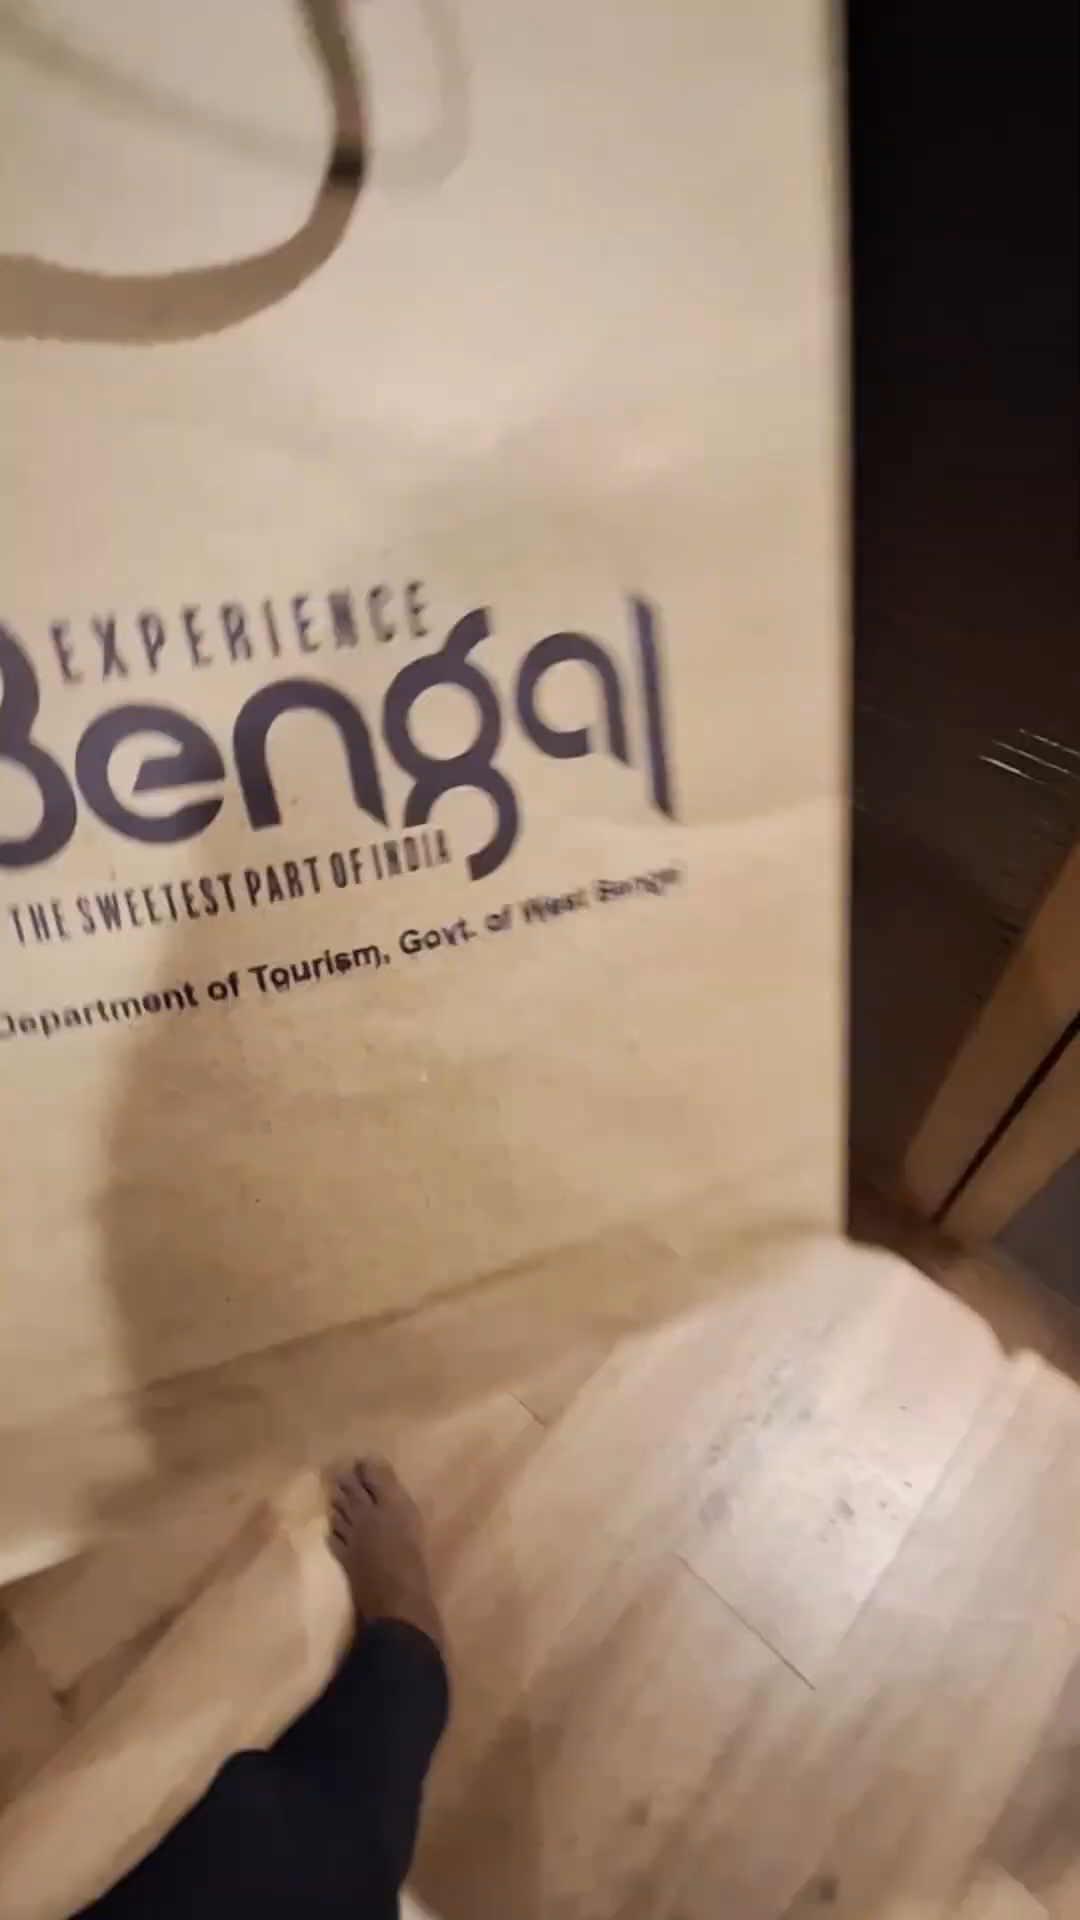 EXPERIENCE
Bengal
THE SWEETEST PART OF INDIA
Department of Tourism, Govt. of West Bengal